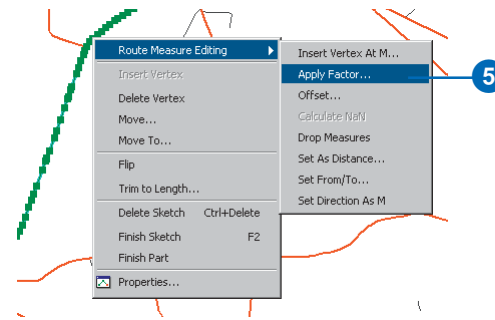 Route Measure Editing
Insert Vertex
Delete Vertex
Move...
Move To...
Flip
Trim to Length...
Delete Sketch Ctrl+Delete
Finish Sketch F2
Finish Part
Properties...
Insert Vertex At M...
Apply Factor...
5
Offset...
Calculate NaN
Drop Measures
Set As Distance...
Set From/To...
Set Direction As M